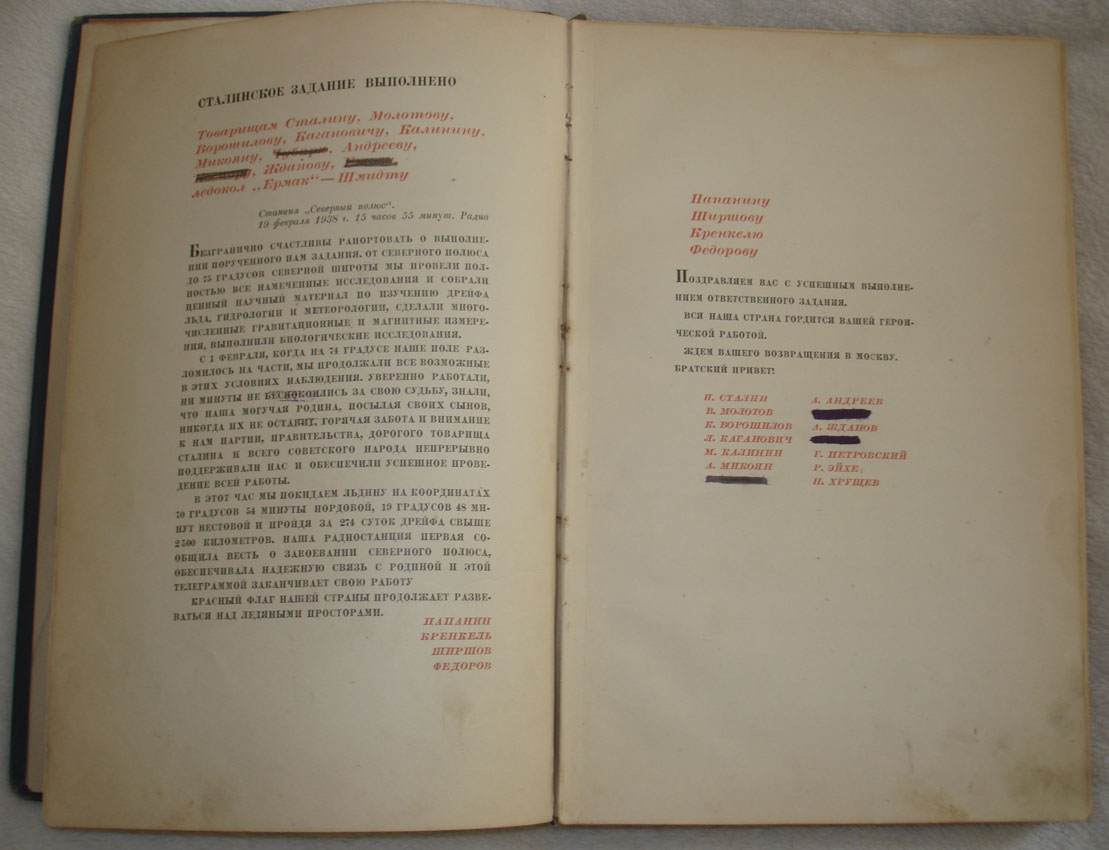 СТАЛИНСКОЕ ЗАДАНИЕ ВЫПОЛНЕНО
Товарищам Сталину, Молотову,
Ворошилову, Кагановичу, Калинину,
Микояну, Чубарю, Андрееву,
Жданову,
ледокол „Ермак“—Шмидту
Станция „Северный полюс“.
19 февраля 1938 г. 15 часов 55 минут. Радио
Безгранично счастливы рапортовать о выполне-
нии порученного нам задания. От Северного полюса
до 75 градусов северной широты мы провели пол-
ностью все намеченные исследования и собрали
ценный научный материал по изучению дрейфа
льда, гидрологии и метеорологии, сделали много-
численные гравитационные и магнитные измере-
ния, выполнили биологические исследования.
С 1 февраля, когда на 74 градусе наше поле раз-
ломилось на части, мы продолжали все возможные
в этих условиях наблюдения. Уверенно работали,
ни минуты не беспокоились за свою судьбу, знали,
что наша могучая Родина, посылая своих сынов,
никогда их не оставит. Горячая забота и внимание
к нам партии, правительства, дорогого товарища
Сталина и всего советского народа непрерывно
поддерживали нас и обеспечили успешное прове-
дение всей работы.
В этот час мы покидаем льдину на координатах
70 градусов 54 минуты нордовой, 19 градусов 48 ми-
нут вестовой и пройдя за 274 суток дрейфа свыше
2500 километров. Наша радиостанция первая со-
общила весть о завоевании Северного полюса,
обеспечивала надежную связь с Родиной и этой
телеграммой заканчивает свою работу
Красный флаг нашей страны продолжает разве-
ваться над ледяными просторами.
ПАПАНИН
КРЕНКЕЛЬ
ШИРШОВ
ФЕДОРОВ
Папанину
Ширшову
Кренкелю
Федорову
Поздравляем вас с успешным выполне-
нием ответственного задания.
Вся наша страна гордится вашей герои-
ческой работой.
Ждем вашего возвращения в Москву.
Братский привет!
И. СТАЛИН
В. МОЛОТОВ
К. ВОРОШИЛОВ
Л. КАГАНОВИЧ
М. КАЛИНИН
А. МИКОЯН
А. АНДРЕЕВ
А. ЖДАНОВ
Г. ПЕТРОВСКИЙ
Р. ЭЙХЕ
Н. ХРУЩЕВ